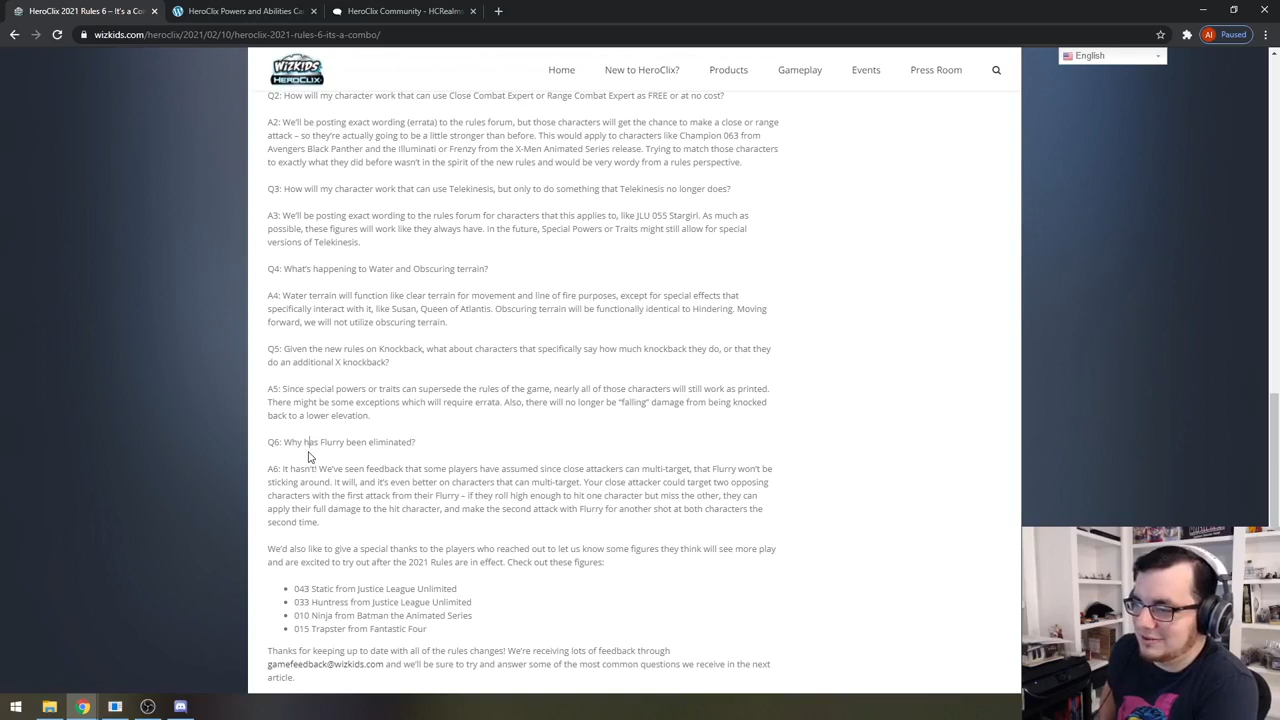 HeroClix 2021 Rules 6 – It's a Co
HeroClix Powers and Abilities Ca
HeroClix Community - HCRealms
wizkids.com/heroclix/2021/02/10/heroclix-2021-rules-6-its-a-combo/
AI Paused
WIZKIDS HEROCLIX
Home New to HeroClix? Products Gameplay Events Press Room
English
Q2: How will my character work that can use Close Combat Expert or Range Combat Expert as FREE or at no cost?
A2: We'll be posting exact wording (errata) to the rules forum, but those characters will get the chance to make a close or range
attack – so they're actually going to be a little stronger than before. This would apply to characters like Champion 063 from
Avengers Black Panther and the Illuminati or Frenzy from the X-Men Animated Series release. Trying to match those characters
to exactly what they did before wasn't in the spirit of the new rules and would be very wordy from a rules perspective.
Q3: How will my character work that can use Telekinesis, but only to do something that Telekinesis no longer does?
A3: We'll be posting exact wording to the rules forum for characters that this applies to, like JLU 055 Stargirl. As much as
possible, these figures will work like they always have. In the future, Special Powers or Traits might still allow for special
versions of Telekinesis.
Q4: What's happening to Water and Obscuring terrain?
A4: Water terrain will function like clear terrain for movement and line of fire purposes, except for special effects that
specifically interact with it, like Susan, Queen of Atlantis. Obscuring terrain will be functionally identical to Hindering. Moving
forward, we will not utilize obscuring terrain.
Q5: Given the new rules on Knockback, what about characters that specifically say how much knockback they do, or that they
do an additional X knockback?
A5: Since special powers or traits can supersede the rules of the game, nearly all of those characters will still work as printed.
There might be some exceptions which will require errata. Also, there will no longer be “falling” damage from being knocked
back to a lower elevation.
Q6: Why has Flurry been eliminated?
A6: It hasn't! We've seen feedback that some players have assumed since close attackers can multi-target, that Flurry won't be
sticking around. It will, and it's even better on characters that can multi-target. Your close attacker could target two opposing
characters with the first attack from their Flurry – if they roll high enough to hit one character but miss the other, they can
apply their full damage to the hit character, and make the second attack with Flurry for another shot at both characters the
second time.
We'd also like to give a special thanks to the players who reached out to let us know some figures they think will see more play
and are excited to try out after the 2021 Rules are in effect. Check out these figures:
043 Static from Justice League Unlimited
033 Huntress from Justice League Unlimited
010 Ninja from Batman the Animated Series
015 Trapster from Fantastic Four
Thanks for keeping up to date with all of the rules changes! We're receiving lots of feedback through
gamefeedback@wizkids.com and we'll be sure to try and answer some of the most common questions we receive in the next
article.